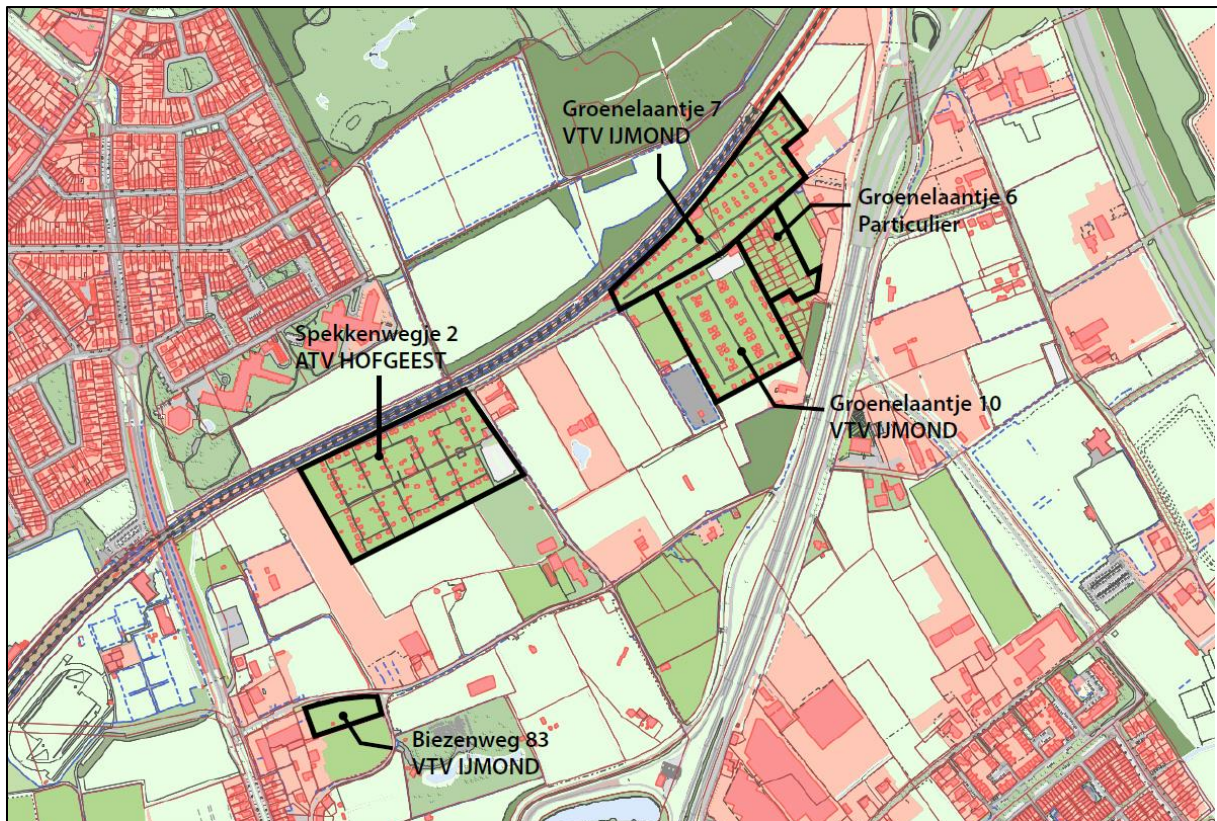 Groenelaantje 7
VTV IJMOND
Groenelaantje 6
Particulier
Spekkenwegje 2
ATV HOFGEEST
Groenelaantje 10
VTV IJMOND
Biezenweg 83
VTV IJMOND